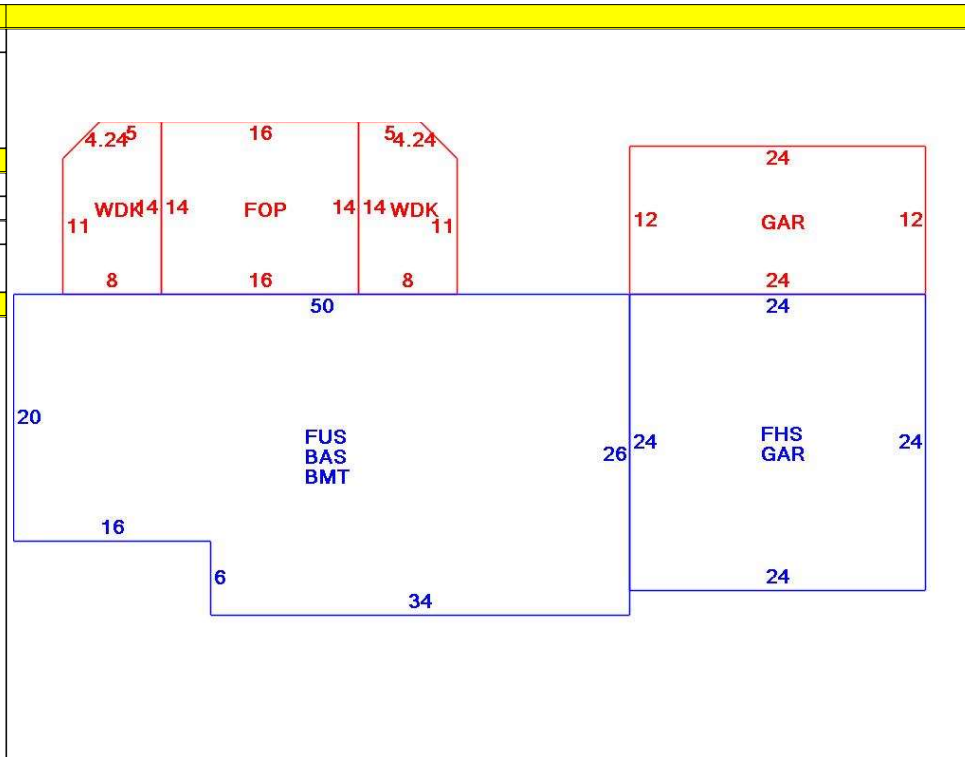 4.24 5 16 5 4.24
24
11 WDK 14 14 FOP 14 14 WDK 11
12 GAR 12
8 16 8 24
50 24
20
FUS
BAS
BMT
26 24
FHS
GAR
24
16
6
34
24